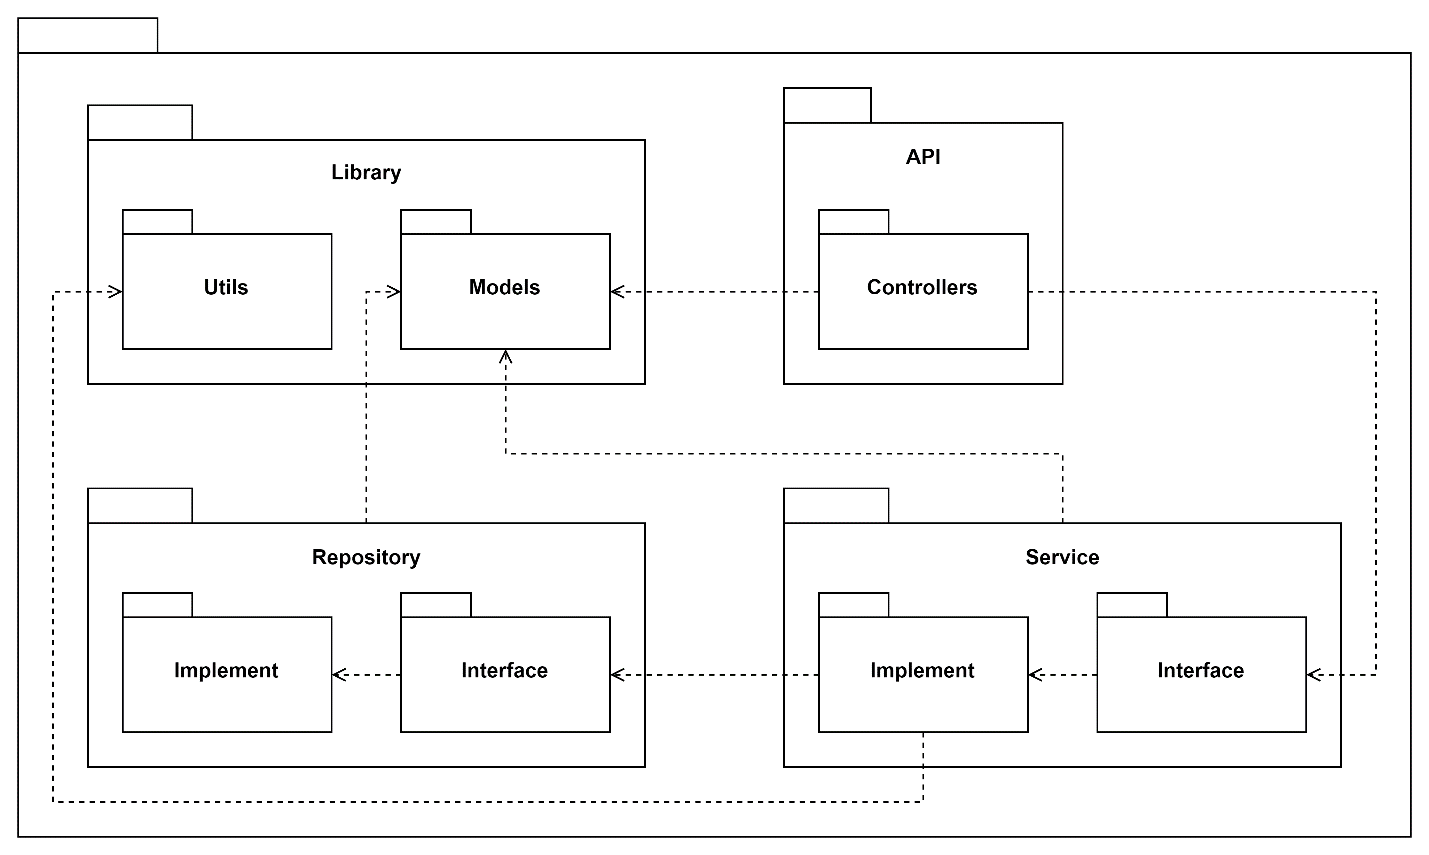 Library
API
Utils
Models
Controllers
Repository
Service
Implement
Interface
Implement
Interface